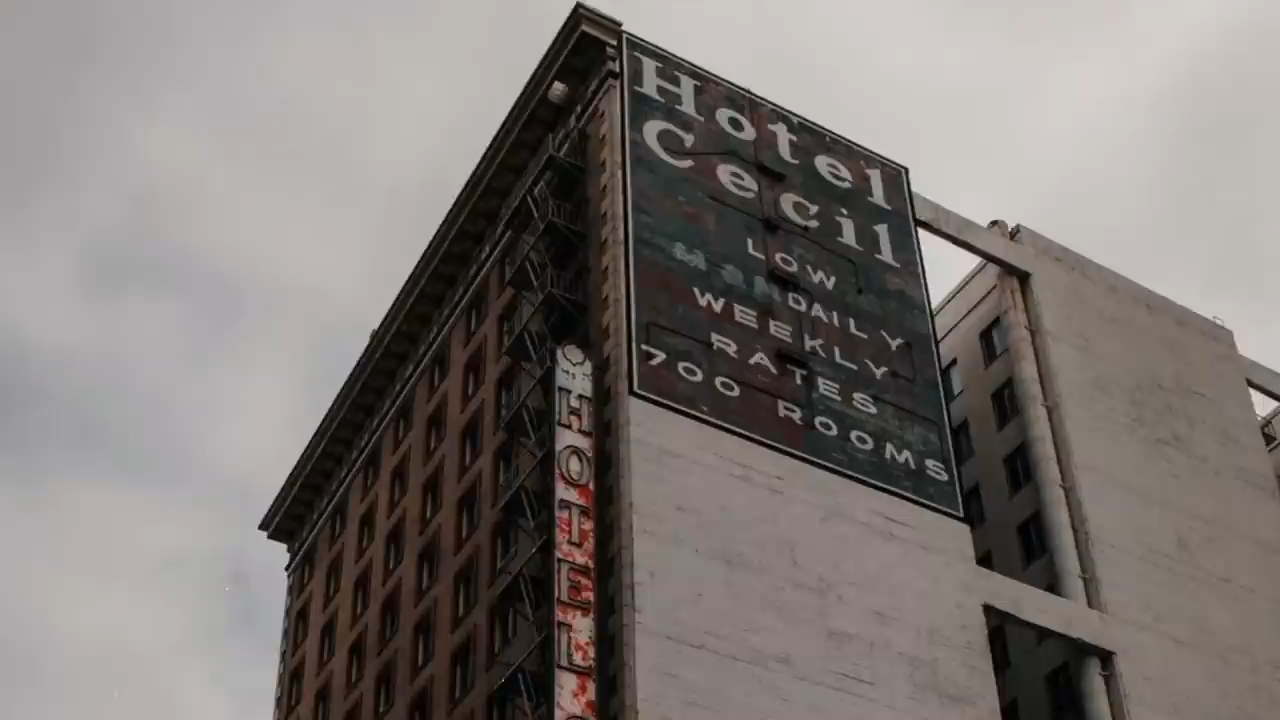 Hotel
Cecil
LOW
DAILY
WEEKLY
RATES
700 ROOMS
HOTEL